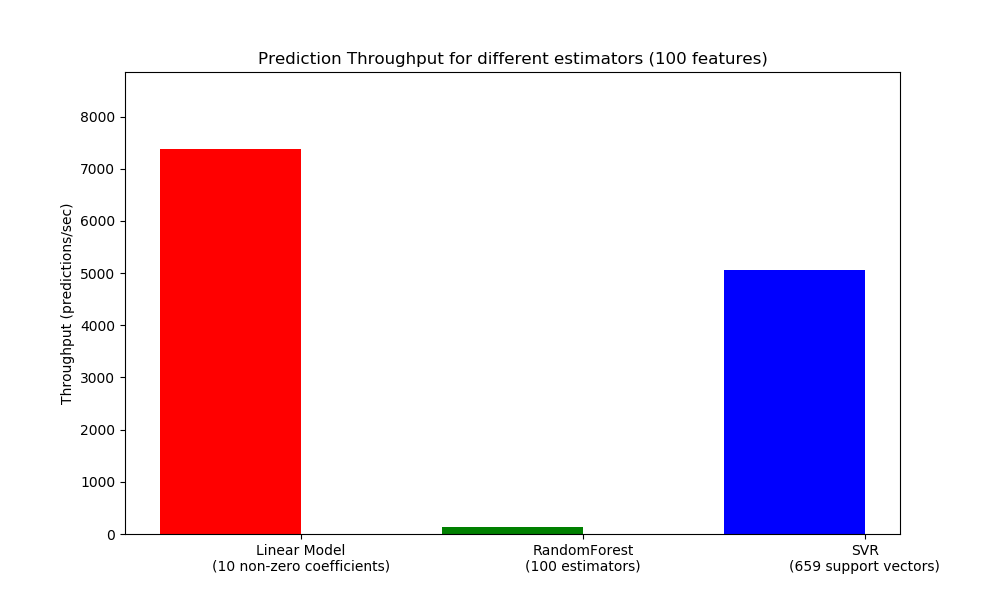 Prediction Throughput for different estimators (100 features)
Throughput (predictions/sec)
8000
7000
6000
5000
4000
3000
2000
1000
0
Linear Model
(10 non-zero coefficients)
RandomForest
(100 estimators)
SVR
(659 support vectors)